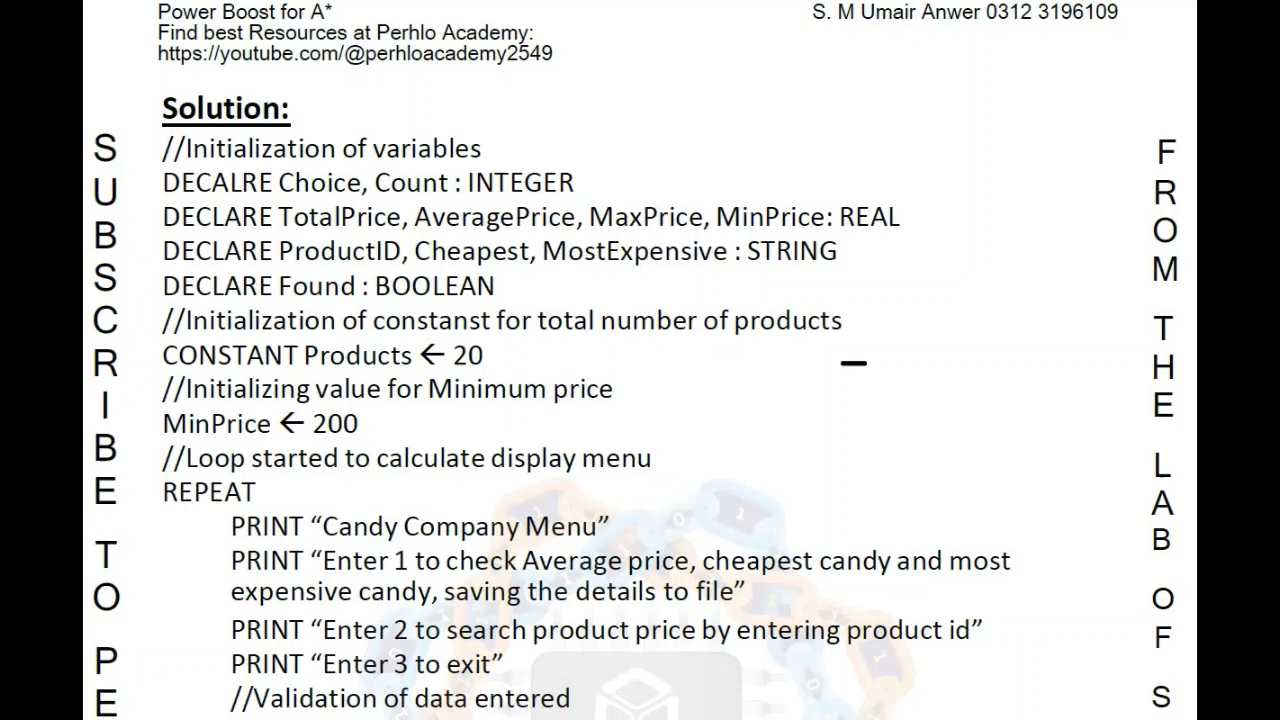 Power Boost for A*
S. M Umair Anwer 0312 3196109
Find best Resources at Perhlo Academy:
https://youtube.com/@perhloacademy2549
Solution:
//Initialization of variables
DECALRE Choice, Count : INTEGER
DECLARE TotalPrice, AveragePrice, MaxPrice, MinPrice: REAL
DECLARE ProductID, Cheapest, MostExpensive : STRING
DECLARE Found : BOOLEAN
//Initialization of constanst for total number of products
CONSTANT Products ← 20
//Initializing value for Minimum price
MinPrice ← 200
//Loop started to calculate display menu
REPEAT
PRINT “Candy Company Menu”
PRINT “Enter 1 to check Average price, cheapest candy and most
expensive candy, saving the details to file”
PRINT “Enter 2 to search product price by entering product id”
PRINT “Enter 3 to exit”
//Validation of data entered
SUBSCRIBE TO PE
FROM THE LAB OF S